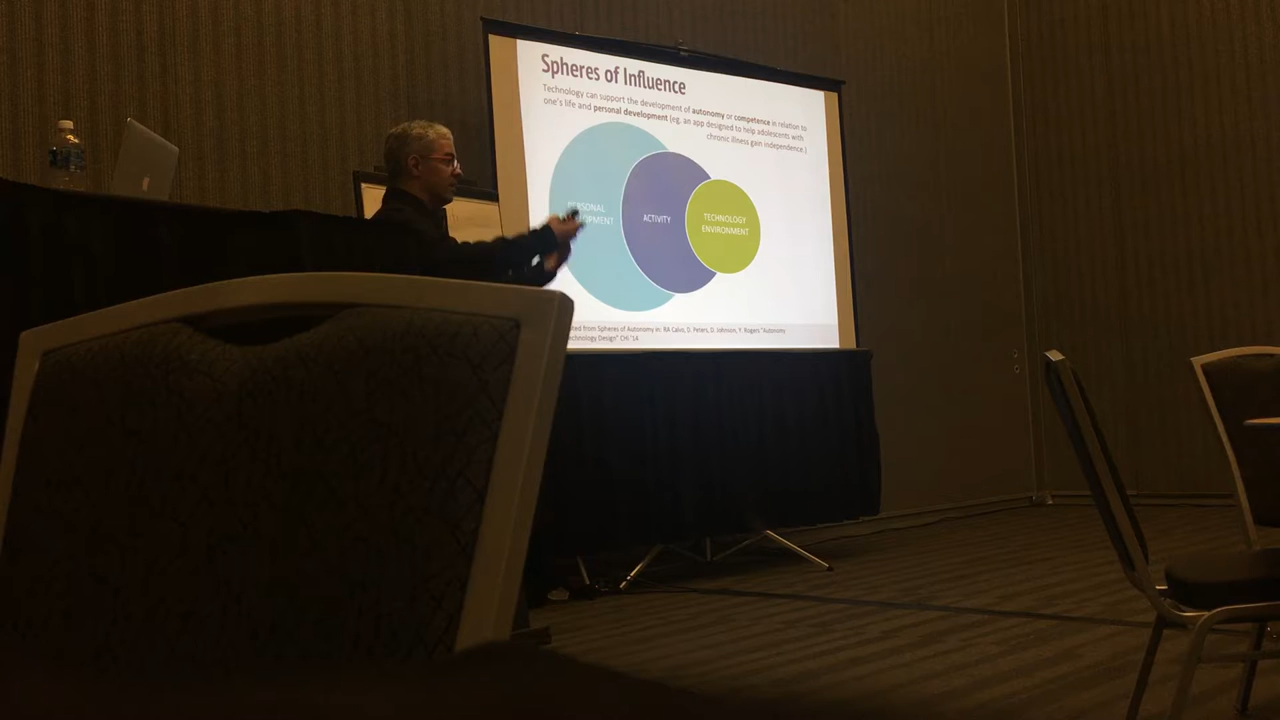 Spheres of Influence
Technology can support the development of autonomy or competence in relation to
one's life and personal development (eg. an app designed to help adolescents with
chronic illness gain independence.)
PERSONAL
ACTIVITY
TECHNOLOGY
ENVIRONMENT
from Spheres of Autonomy in: RA Calvo, D. Peters, D. Johnson, Y. Rogers "Autonomy
Design" CHI '14